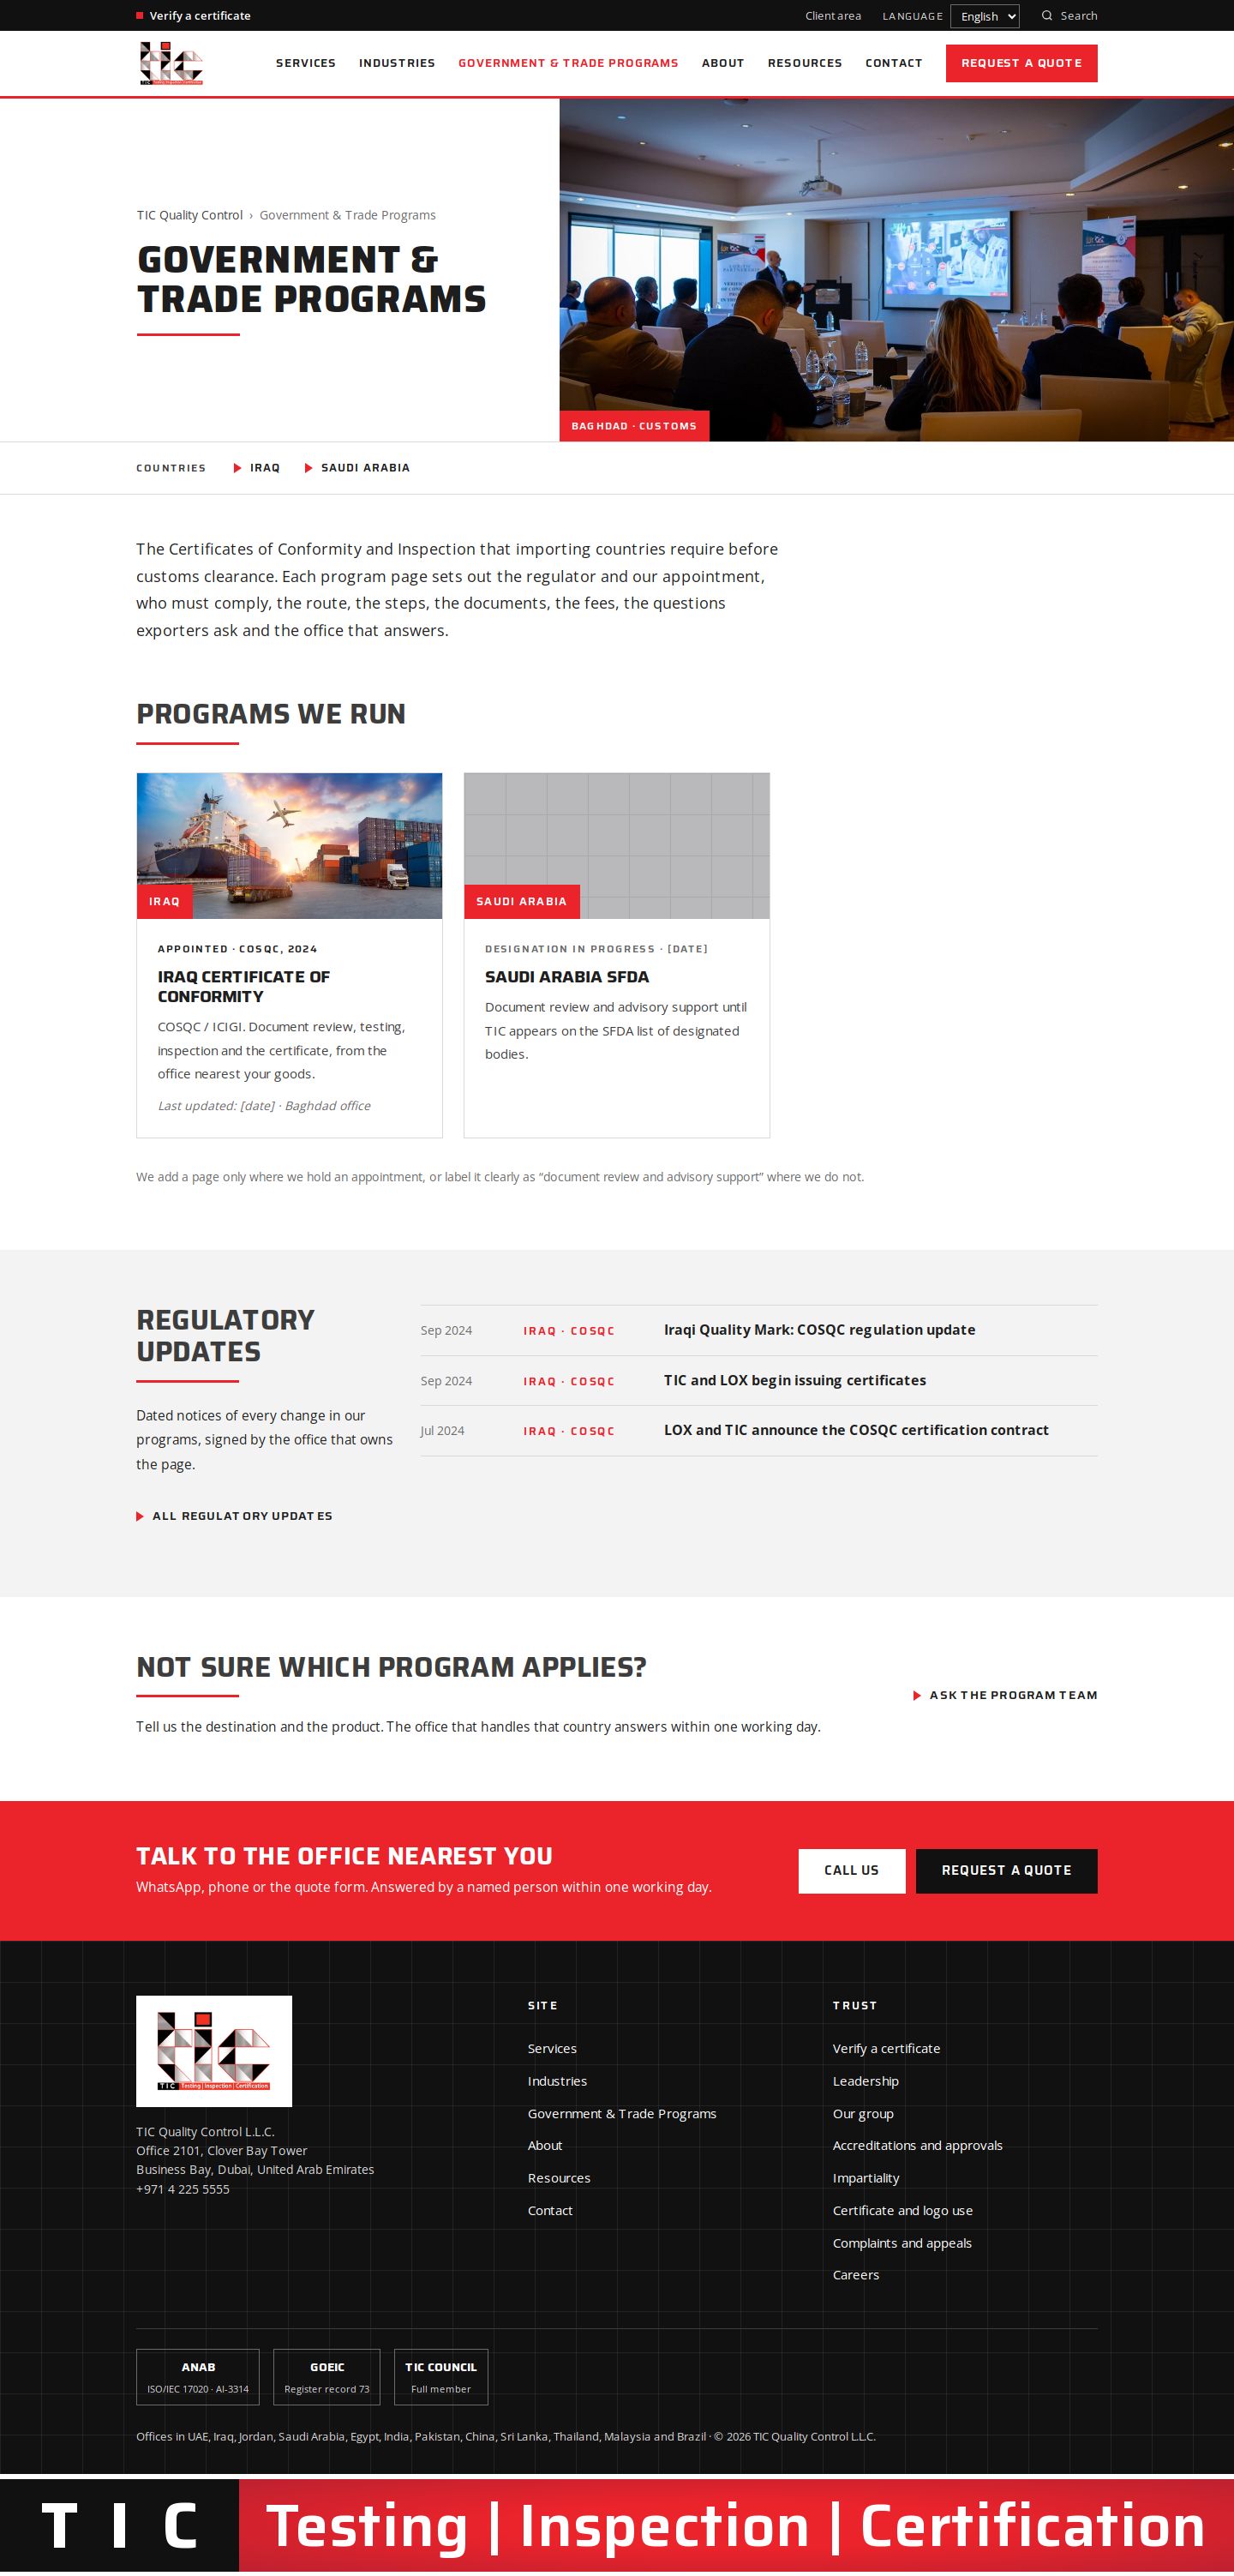 Verify a certificate
Client area
LANGUAGE
English
Search
tic
TIC
SERVICES
INDUSTRIES
GOVERNMENT & TRADE PROGRAMS
ABOUT
RESOURCES
CONTACT
REQUEST A QUOTE
TIC Quality Control › Government & Trade Programs
GOVERNMENT &
TRADE PROGRAMS
BAGHDAD · CUSTOMS
COUNTRIES
IRAQ
SAUDI ARABIA
The Certificates of Conformity and Inspection that importing countries require before
customs clearance. Each program page sets out the regulator and our appointment,
who must comply, the route, the steps, the documents, the fees, the questions
exporters ask and the office that answers.
PROGRAMS WE RUN
IRAQ
APPOINTED · COSQC, 2024
IRAQ CERTIFICATE OF
CONFORMITY
COSQC / ICIGI. Document review, testing,
inspection and the certificate, from the
office nearest your goods.
Last updated: [date] · Baghdad office
SAUDI ARABIA
DESIGNATION IN PROGRESS · [DATE]
SAUDI ARABIA SFDA
Document review and advisory support until
TIC appears on the SFDA list of designated
bodies.
We add a page only where we hold an appointment, or label it clearly as “document review and advisory support” where we do not.
REGULATORY
UPDATES
Dated notices of every change in our
programs, signed by the office that owns
the page.
ALL REGULATORY UPDATES
Sep 2024 IRAQ · COSQC Iraqi Quality Mark: COSQC regulation update
Sep 2024 IRAQ · COSQC TIC and LOX begin issuing certificates
Jul 2024 IRAQ · COSQC LOX and TIC announce the COSQC certification contract
NOT SURE WHICH PROGRAM APPLIES?
Tell us the destination and the product. The office that handles that country answers within one working day.
ASK THE PROGRAM TEAM
TALK TO THE OFFICE NEAREST YOU
WhatsApp, phone or the quote form. Answered by a named person within one working day.
CALL US
REQUEST A QUOTE
tic
TIC Testing | Inspection | Certification
TIC Quality Control L.L.C.
Office 2101, Clover Bay Tower
Business Bay, Dubai, United Arab Emirates
+971 4 225 5555
SITE
Services
Industries
Government & Trade Programs
About
Resources
Contact
TRUST
Verify a certificate
Leadership
Our group
Accreditations and approvals
Impartiality
Certificate and logo use
Complaints and appeals
Careers
ANAB
ISO/IEC 17020 · AI-3314
GOEIC
Register record 73
TIC COUNCIL
Full member
Offices in UAE, Iraq, Jordan, Saudi Arabia, Egypt, India, Pakistan, China, Sri Lanka, Thailand, Malaysia and Brazil · © 2026 TIC Quality Control L.L.C.
TIC Testing | Inspection | Certification